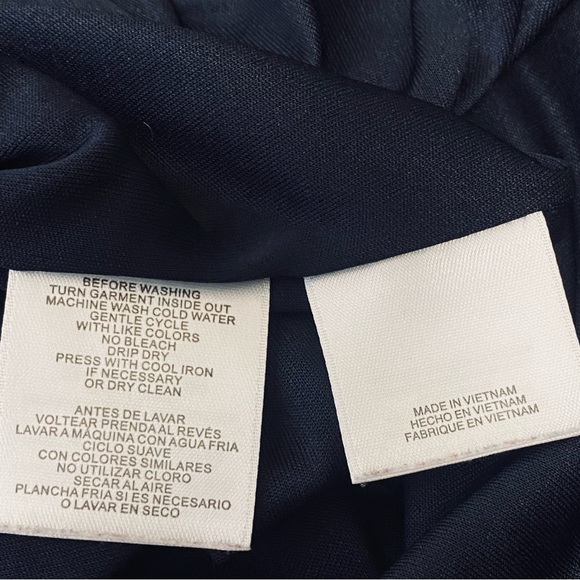 BEFORE WASHING
TURN GARMENT INSIDE OUT
MACHINE WASH COLD WATER
GENTLE CYCLE
WITH LIKE COLORS
NO BLEACH
DRIP DRY
PRESS WITH COOL IRON
IF NECESSARY
OR DRY CLEAN
ANTES DE LAVAR
VOLTEAR PRENDA AL REVÉS
LAVAR A MÁQUINA CON AGUA FRIA
CICLO SUAVE
CON COLORES SIMILARES
NO UTILIZAR CLORO
SECAR AL AIRE
PLANCHA FRIA SI ES NECESARIO
O LAVAR EN SECO
MADE IN VIETNAM
HECHO EN VIETNAM
FABRIQUE EN VIETNAM